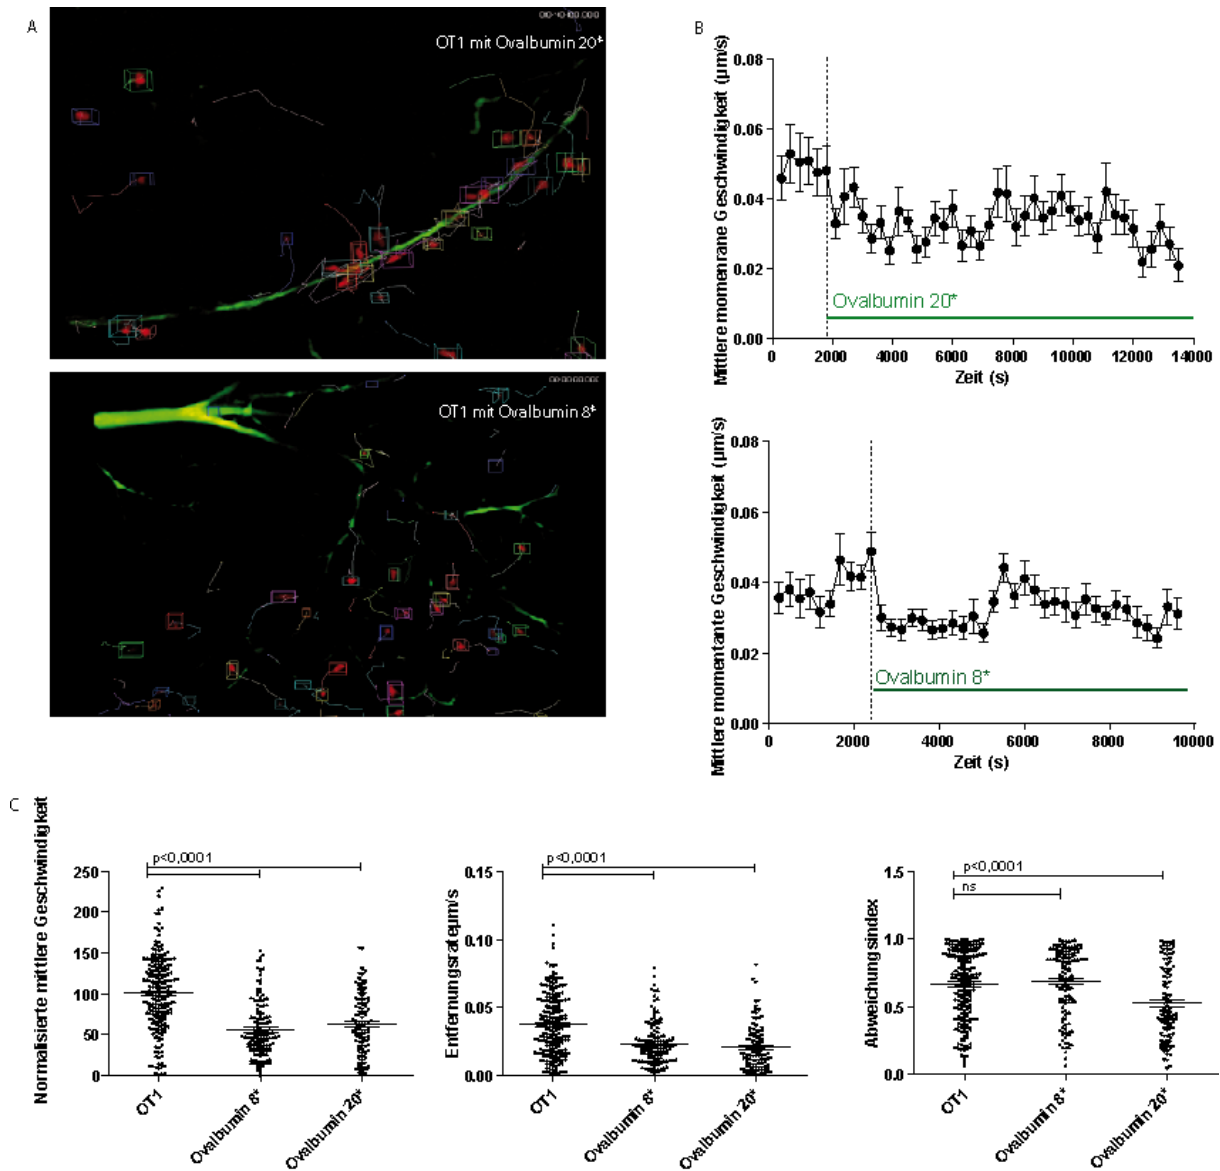 A
OT1 mit Ovalbumin 20*
OT1 mit Ovalbumin 8*
B
Mittlere momenrane Geschwindigkeit (µm/s)
0.08
0.06
0.04
0.02
0.00
Ovalbumin 20*
0 2000 4000 6000 8000 10000 12000 14000
Zeit (s)
Mittlere momentante Geschwindigkeit (µm/s)
0.08
0.06
0.04
0.02
0.00
Ovalbumin 8*
0 2000 4000 6000 8000 10000
Zeit (s)
C
Normalisierte mittlere Geschwindigkeit
p<0,0001
250
200
150
100
50
0
OT1
Ovalbumin 8*
Ovalbumin 20*
Entfernungsrateµm/s
p<0,0001
0.15
0.10
0.05
0.00
OT1
Ovalbumin 8*
Ovalbumin 20*
Abweichungsindex
p<0,0001
ns
1.5
1.0
0.5
0.0
OT1
Ovalbumin 8*
Ovalbumin 20*